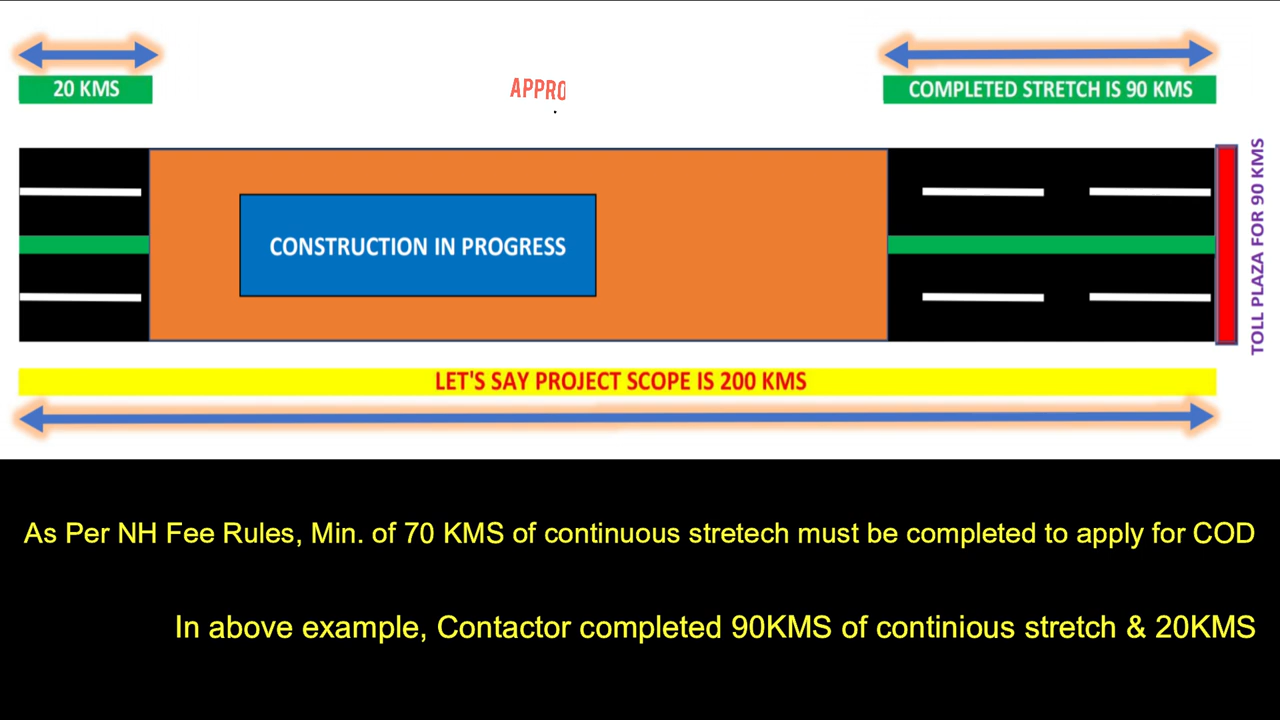 20 KMS
APPRO
COMPLETED STRETCH IS 90 KMS
CONSTRUCTION IN PROGRESS
TOLL PLAZA FOR 90 KMS
LET'S SAY PROJECT SCOPE IS 200 KMS
As Per NH Fee Rules, Min. of 70 KMS of continuous stretech must be completed to apply for COD
In above example, Contactor completed 90KMS of continious stretch & 20KMS